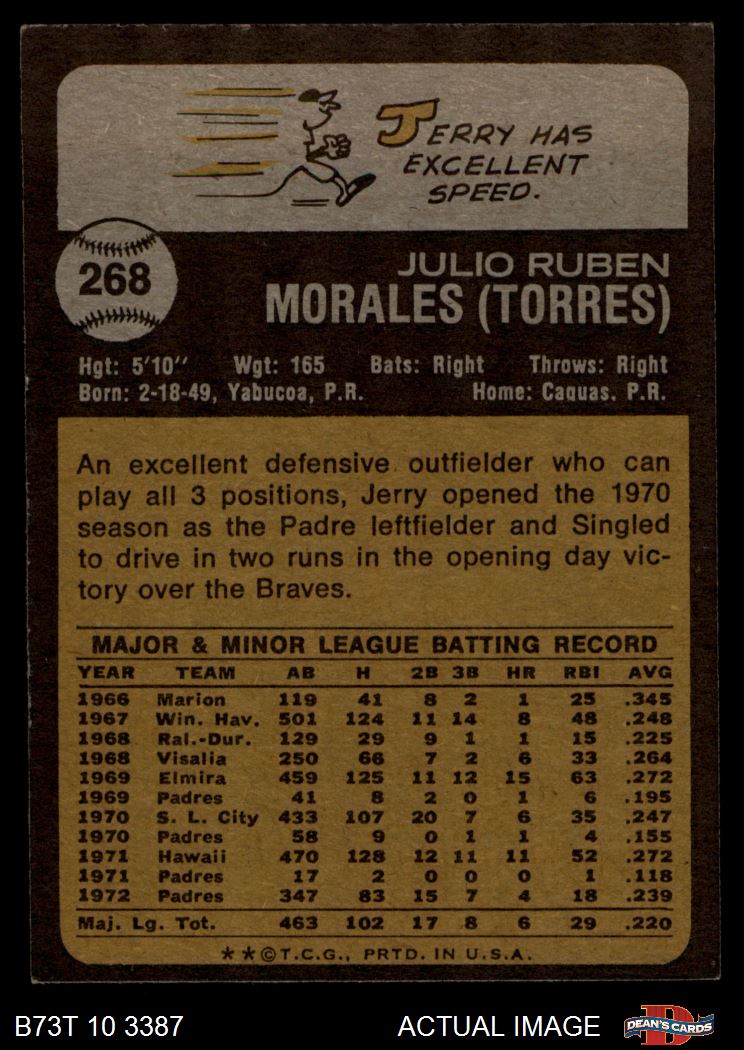 JERRY HAS
EXCELLENT
SPEED.
268
JULIO RUBEN
MORALES (TORRES)
Hgt: 5'10" Wgt: 165 Bats: Right Throws: Right
Born: 2-18-49, Yabucoa, P.R. Home: Caguas, P.R.
An excellent defensive outfielder who can
play all 3 positions, Jerry opened the 1970
season as the Padre leftfielder and Singled
to drive in two runs in the opening day vic-
tory over the Braves.
MAJOR & MINOR LEAGUE BATTING RECORD
YEAR TEAM AB H 2B 3B HR RBI AVG
1966 Marion 119 41 8 2 1 25 .345
1967 Win. Hav. 501 124 11 14 8 48 .248
1968 Ral.-Dur. 129 29 9 1 1 15 .225
1968 Visalia 250 66 7 2 6 33 .264
1969 Elmira 459 125 11 12 15 63 .272
1969 Padres 41 8 2 0 1 6 .195
1970 S. L. City 433 107 20 7 6 35 .247
1970 Padres 58 9 0 1 1 4 .155
1971 Hawaii 470 128 12 11 11 52 .272
1971 Padres 17 2 0 0 0 1 .118
1972 Padres 347 83 15 7 4 18 .239
Maj. Lg. Tot. 463 102 17 8 6 29 .220
* * © T.C.G., PRTD. IN U.S.A.
B73T 10 3387 ACTUAL IMAGE
D
DEAN'S CARDS